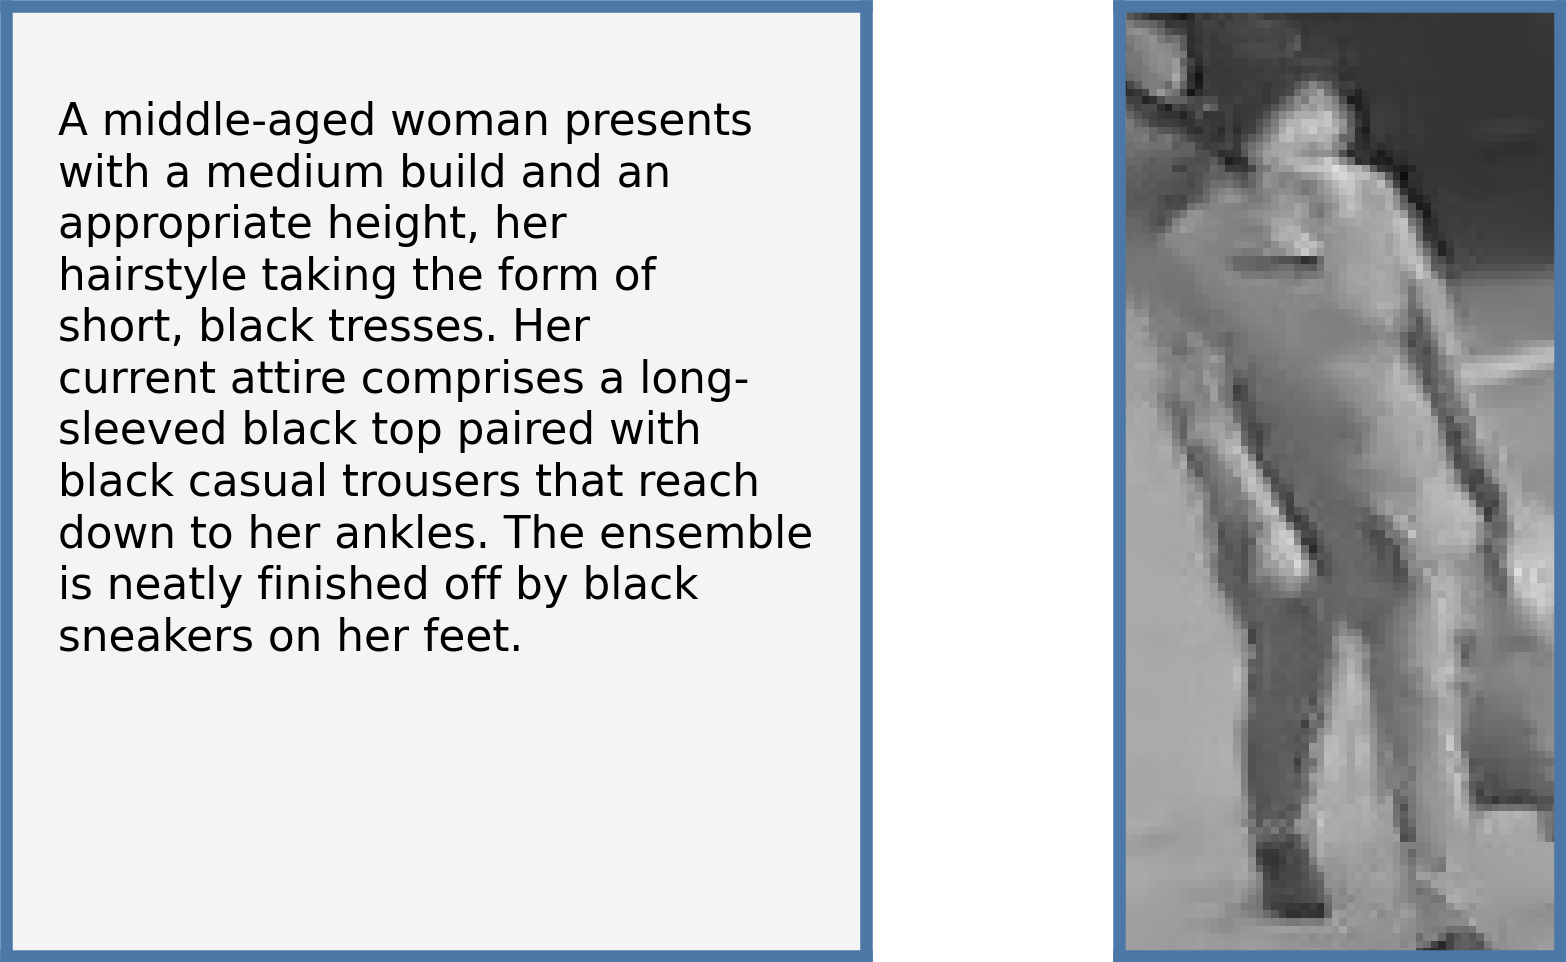 A middle-aged woman presents
with a medium build and an
appropriate height, her
hairstyle taking the form of
short, black tresses. Her
current attire comprises a long-
sleeved black top paired with
black casual trousers that reach
down to her ankles. The ensemble
is neatly finished off by black
sneakers on her feet.